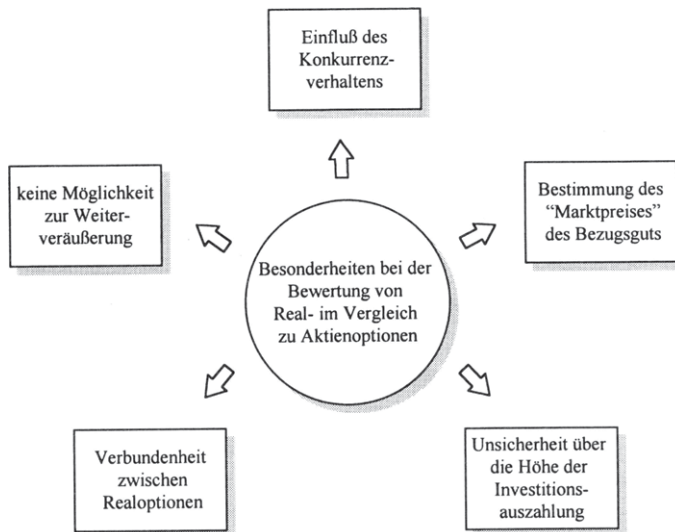 Einfluß des
Konkurrenz-
verhaltens
keine Möglichkeit
zur Weiter-
veräußerung
Bestimmung des
“Marktpreises”
des Bezugsguts
Besonderheiten bei der
Bewertung von
Real- im Vergleich
zu Aktienoptionen
Verbundenheit
zwischen
Realoptionen
Unsicherheit über
die Höhe der
Investitions-
auszahlung